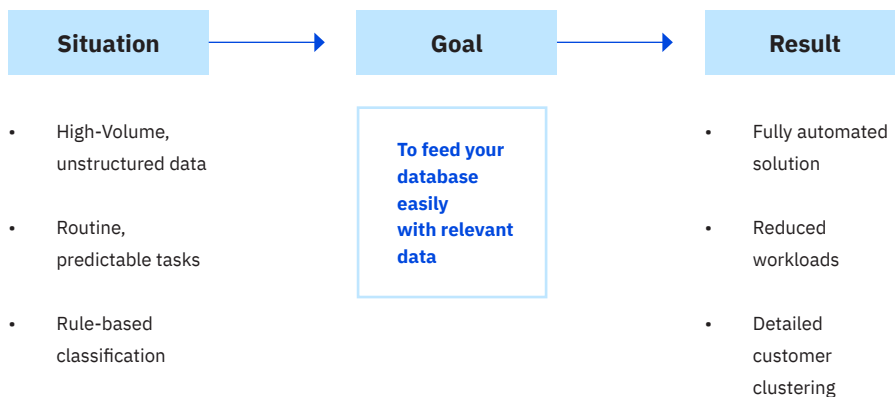 Situation
Goal
Result
• High-Volume,
unstructured data
• Routine,
predictable tasks
• Rule-based
classification
To feed your
database
easily
with relevant
data
• Fully automated
solution
• Reduced
workloads
• Detailed
customer
clustering